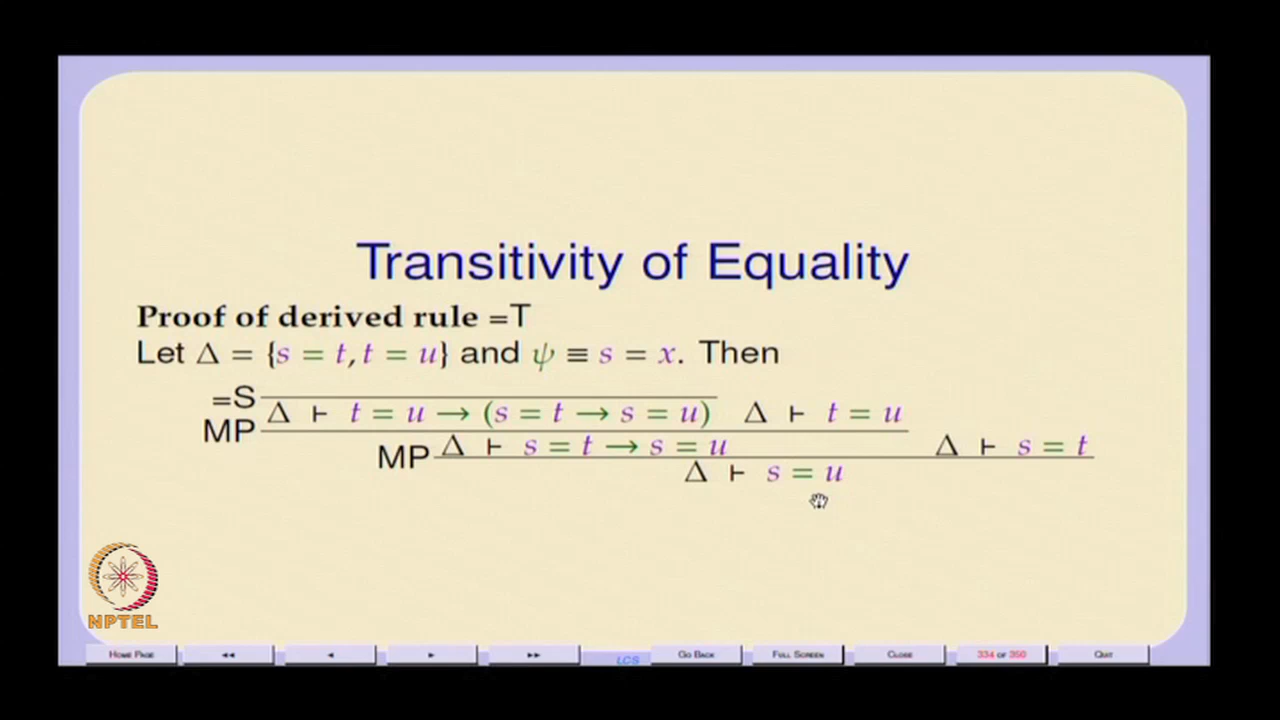 Transitivity of Equality
Proof of derived rule =T
Let Δ = {s = t, t = u} and ψ ≡ s = x. Then
=S
Δ ⊢ t = u → (s = t → s = u) Δ ⊢ t = u
MP
Δ ⊢ s = t → s = u Δ ⊢ s = t
MP
Δ ⊢ s = u
NPTEL
HOME PAGE ◄◄ ◄ ► ►► LCS GO BACK FULL SCREEN CLOSE 334 OF 350 QUIT